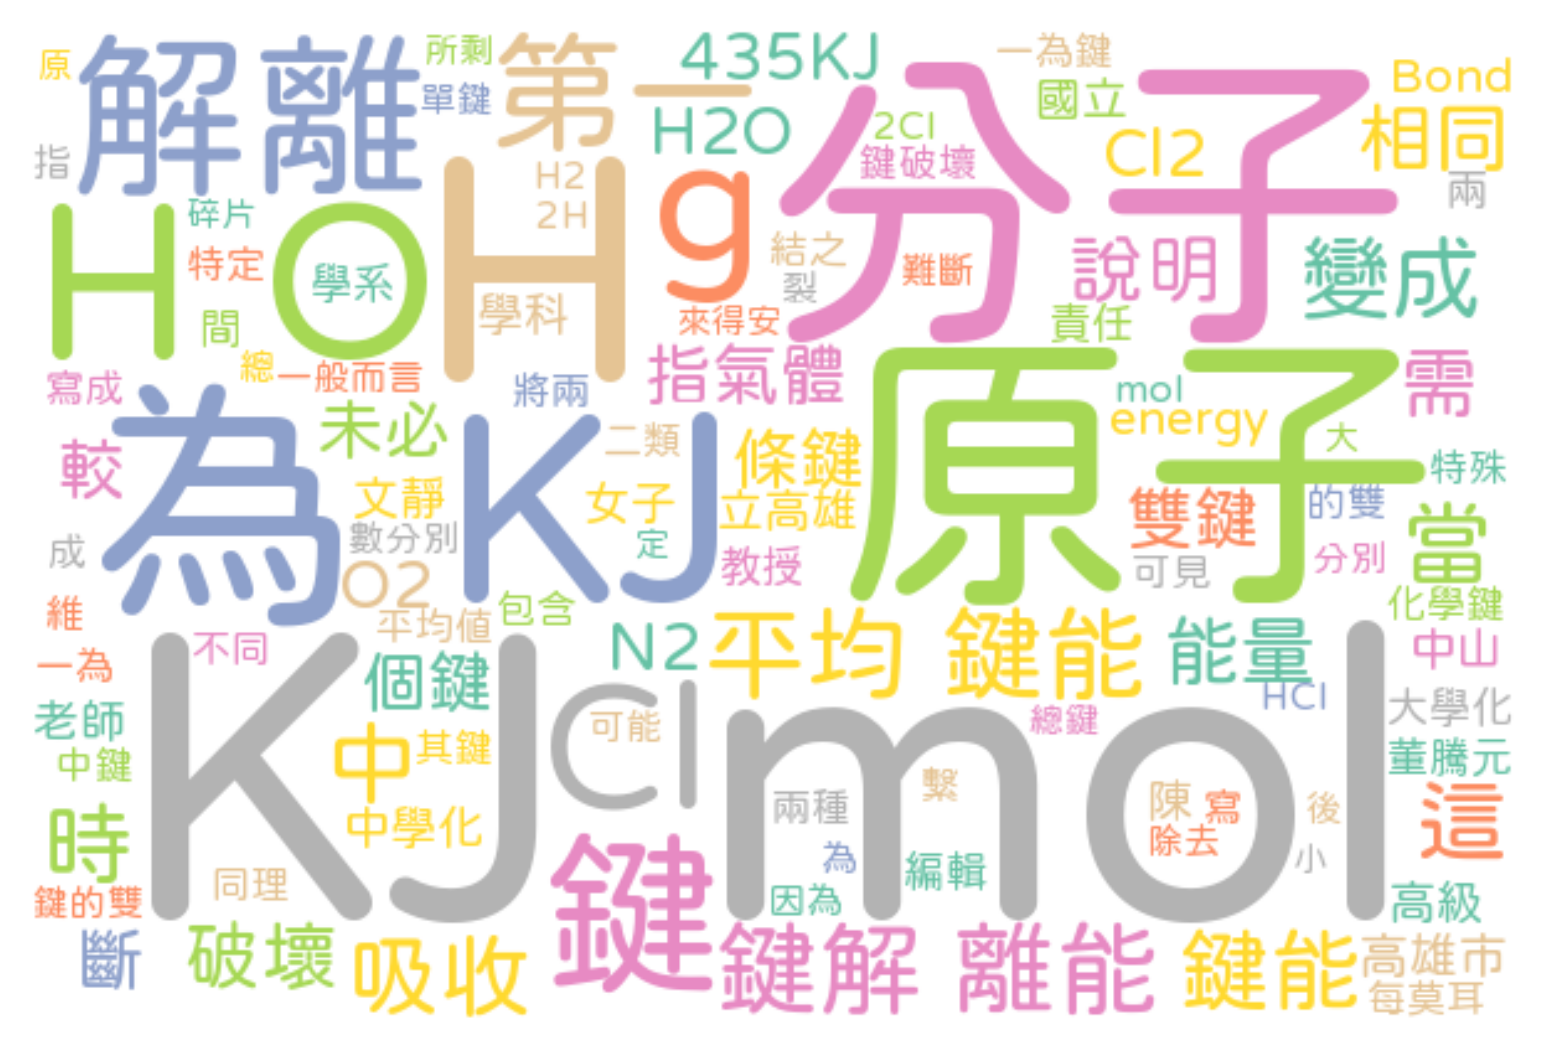 原
解離
所剩
第一
435KJ
一為鍵
國立
Bond
指
單鍵
H2O
分子
2Cl
鍵破壞
Cl2
相同
兩
H O
碎片
特定
學系
間
H
H2
2H
學科
g
結之
裂
難斷
說明
變成
來得安
責任
總
一般而言
將兩
指氣體
寫成
為
未必
較
KJ
二類
條鍵
原子
mol
energy
大
需
特殊
文靜
女子
立高雄
雙鍵
的雙
當
成
數分別
定
教授
可見
分別
O2
維
平均值
包含
化學鍵
一為
不同
個鍵
N2
平均 鍵能
能量
中山
HCl
老師
KJ mol
中
其鍵
Cl
可能
總鍵
大學化
中鍵
董騰元
時
中學化
兩種
繫
陳
寫
後
這
除去
小
同理
鍵
為
編輯
因為
鍵的雙
高級
斷
破壞
吸收
鍵解 離能
鍵能
高雄市
每莫耳